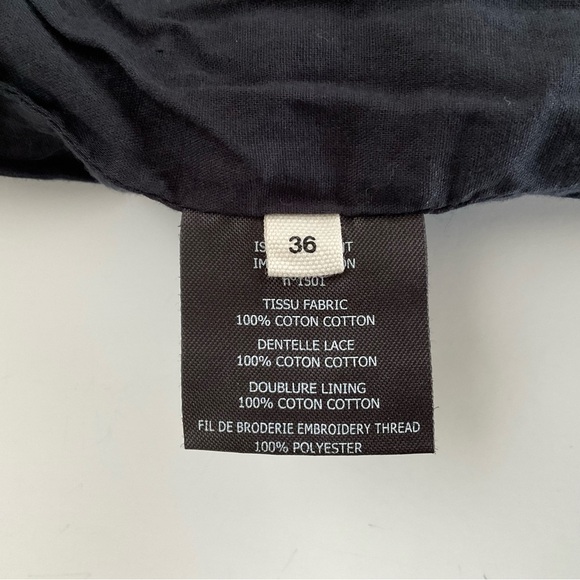 36
n°IS01
TISSU FABRIC
100% COTON COTTON
DENTELLE LACE
100% COTON COTTON
DOUBLURE LINING
100% COTON COTTON
FIL DE BRODERIE EMBROIDERY THREAD
100% POLYESTER